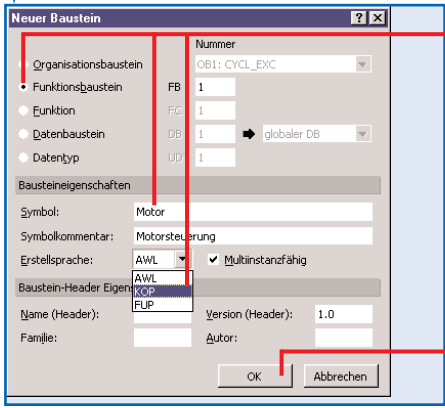 Neuer Baustein
Nummer
Organisationsbaustein OB1: CYCL_EXC
Funktionsbaustein FB 1
Funktion FC 1
Datenbaustein DB 1 globaler DB
Datentyp UDT 1
Bausteineigenschaften
Symbol: Motor
Symbolkommentar: Motorsteuerung
Erstellsprache: AWL Multiinstanzfähig
AWL
KOP
FUP
Baustein-Header Eigen
Name (Header): Version (Header): 1.0
Familie: Autor:
OK Abbrechen